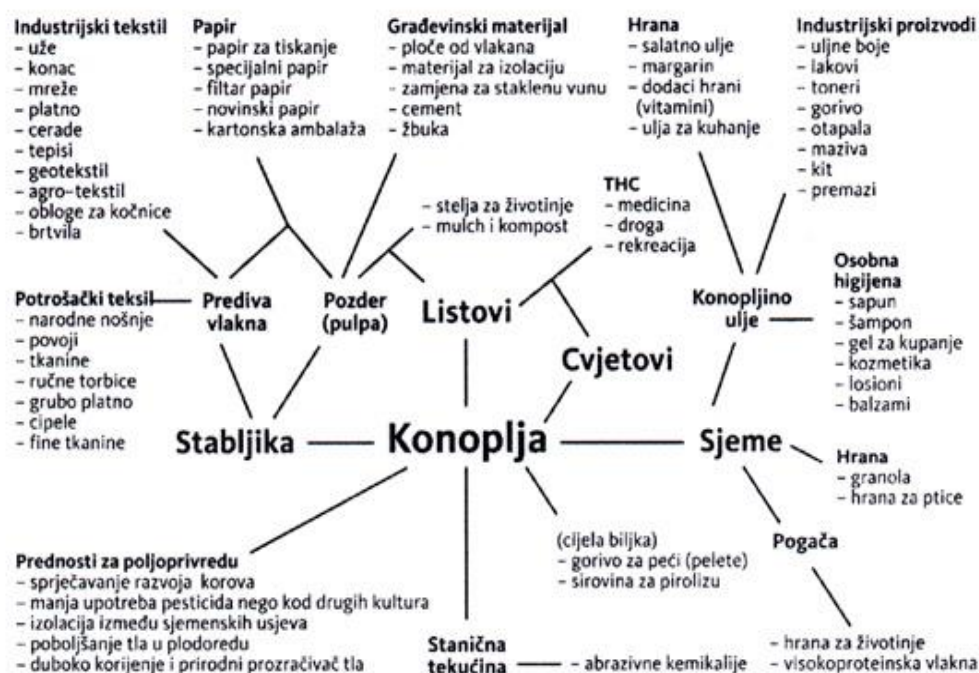 Industrijski tekstil
– uže
– konac
– mreže
– platno
– cerade
– tepisi
– geotekstil
– agro-tekstil
– obloge za kočnice
– brtvila
Papir
– papir za tiskanje
– specijalni papir
– filtar papir
– novinski papir
– kartonska ambalaža
Građevinski materijal
– ploče od vlakana
– materijal za izolaciju
– zamjena za staklenu vunu
– cement
– žbuka
Hrana
– salatno ulje
– margarin
– dodaci hrani
(vitamini)
– ulja za kuhanje
Industrijski proizvodi
– uljne boje
– lakovi
– toneri
– gorivo
– otapala
– maziva
– kit
– premazi
– stelja za životinje
– mulch i kompost
THC
– medicina
– droga
– rekreacija
Potrošački teksil
– narodne nošnje
– povoji
– tkanine
– ručne torbice
– grubo platno
– cipele
– fine tkanine
Prediva
vlakna
Pozder
(pulpa)
Listovi
Cvjetovi
Konopljino
ulje
Osobna
higijena
– sapun
– šampon
– gel za kupanje
– kozmetika
– losioni
– balzami
Stabljika
Konoplja
Sjeme
Hrana
– granola
– hrana za ptice
Prednosti za poljoprivredu
– sprječavanje razvoja korova
– manja upotreba pesticida nego kod drugih kultura
– izolacija između sjemenskih usjeva
– poboljšanje tla u plodoredu
– duboko korijenje i prirodni prozračivač tla
Stanična
tekućina
– abrazivne kemikalije
(cijela biljka)
– gorivo za peći (pelete)
– sirovina za pirolizu
Pogača
– hrana za životinje
– visokoproteinska vlakna